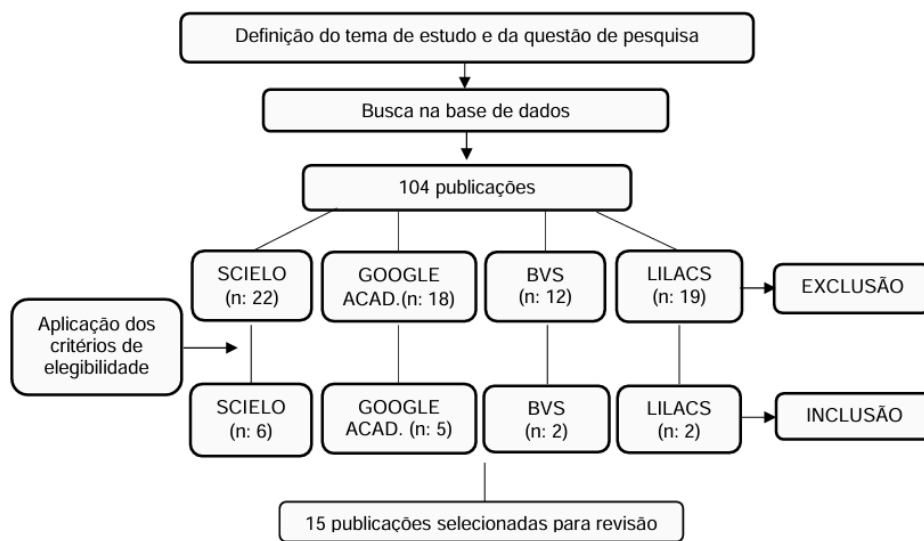 Definição do tema de estudo e da questão de pesquisa
Busca na base de dados
104 publicações
SCIELO
(n: 22)
GOOGLE
ACAD.(n: 18)
BVS
(n: 12)
LILACS
(n: 19)
EXCLUSÃO
Aplicação dos
critérios de
elegibilidade
SCIELO
(n: 6)
GOOGLE
ACAD. (n: 5)
BVS
(n: 2)
LILACS
(n: 2)
INCLUSÃO
15 publicações selecionadas para revisão